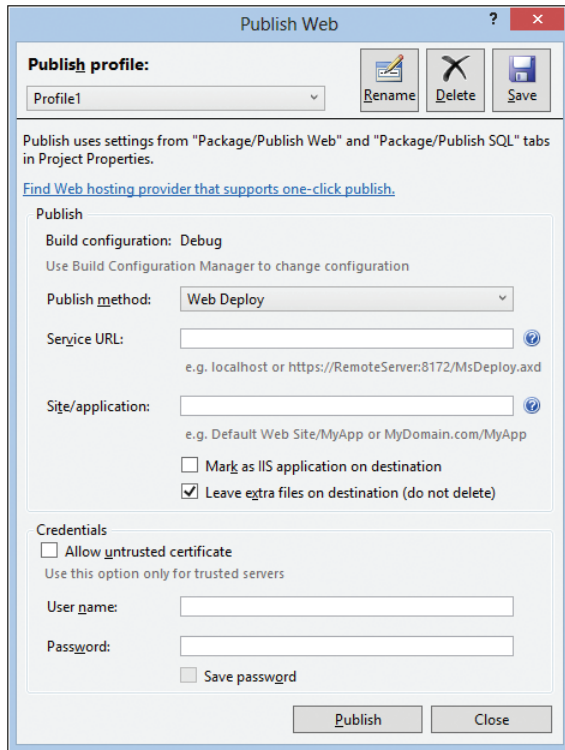 Publish Web
?
×
Publish profile:
Profile1
Rename
Delete
Save
Publish uses settings from "Package/Publish Web" and "Package/Publish SQL" tabs
in Project Properties.
Find Web hosting provider that supports one-click publish.
Publish
Build configuration: Debug
Use Build Configuration Manager to change configuration
Publish method: Web Deploy
Service URL:
?
e.g. localhost or https://RemoteServer:8172/MsDeploy.axd
Site/application:
?
e.g. Default Web Site/MyApp or MyDomain.com/MyApp
Mark as IIS application on destination
Leave extra files on destination (do not delete)
Credentials
Allow untrusted certificate
Use this option only for trusted servers
User name:
Password:
Save password
Publish
Close